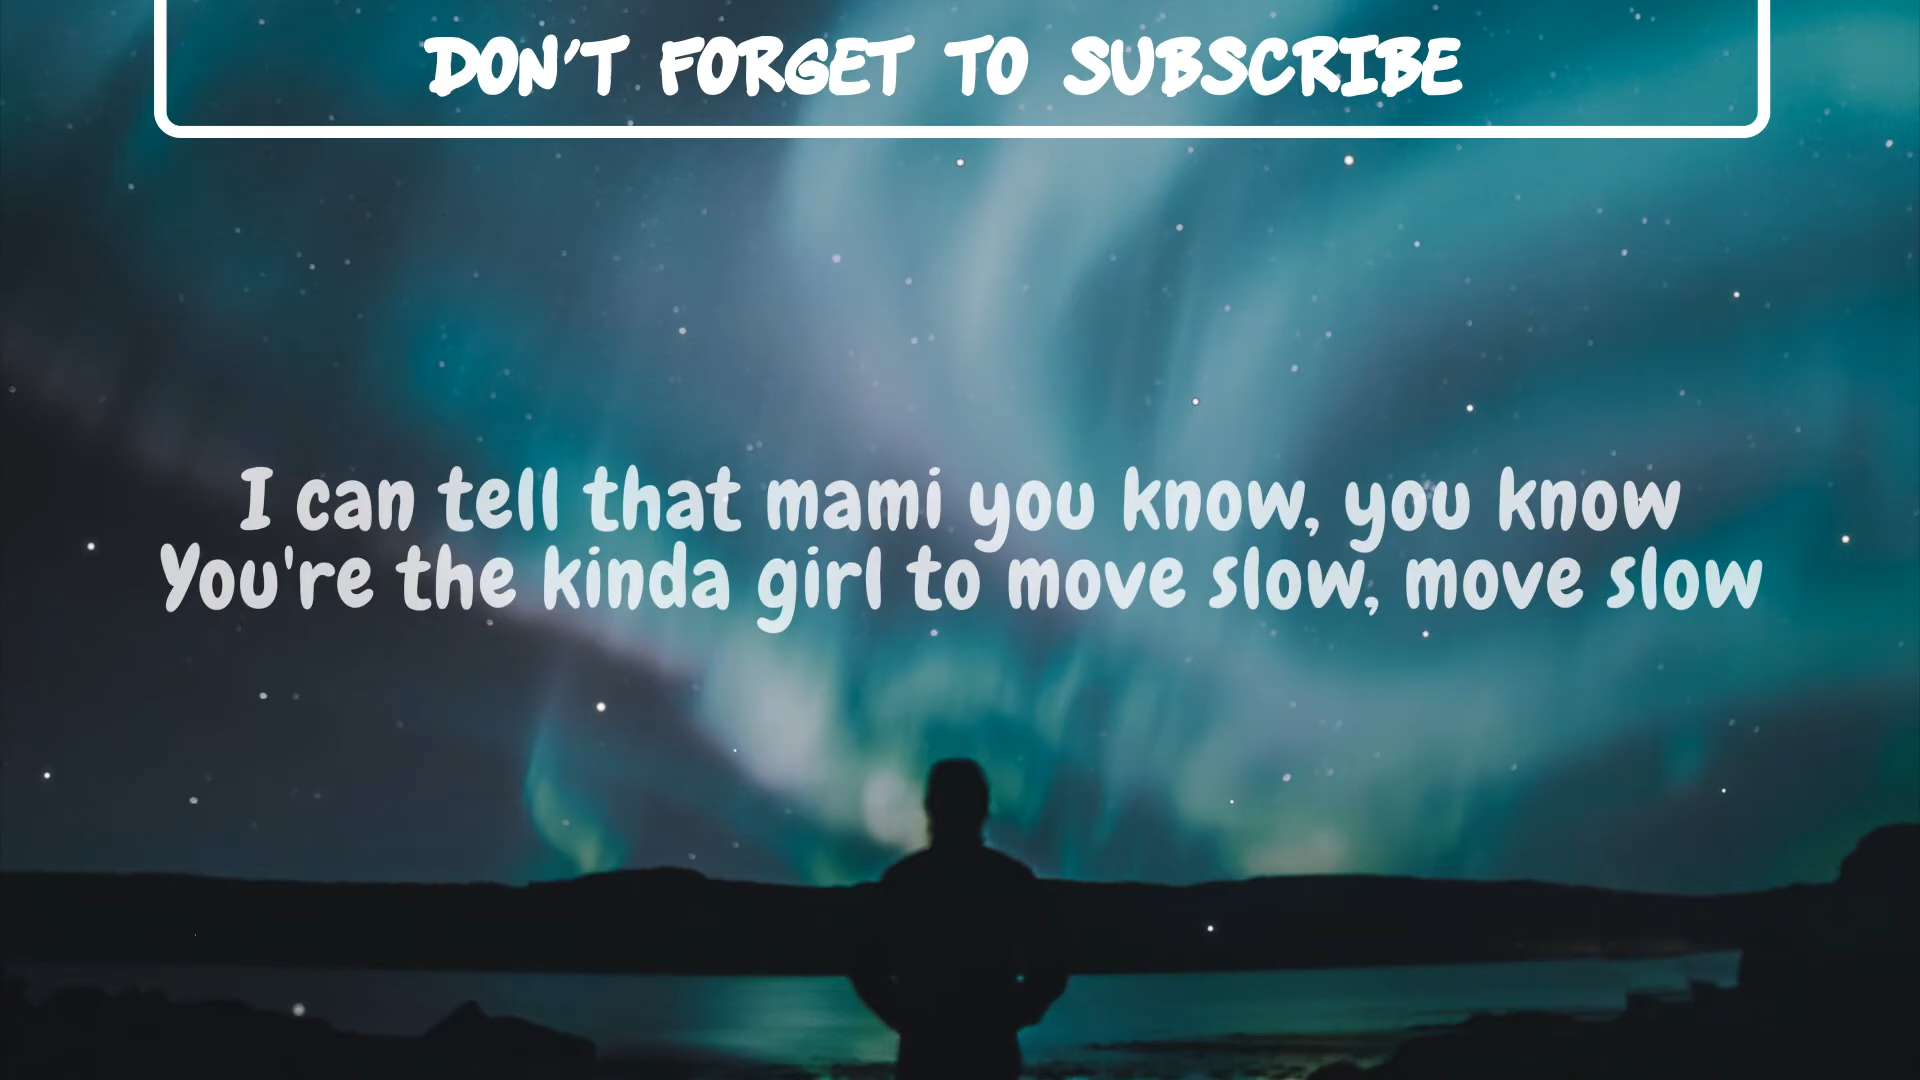 DON'T FORGET TO SUBSCRIBE
I can tell that mami you know, you know
You're the kinda girl to move slow, move slow